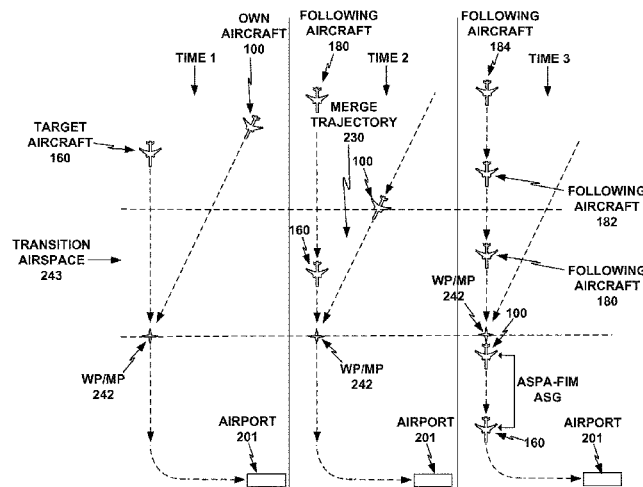 OWN
AIRCRAFT
100
TIME 1
TARGET
AIRCRAFT
160
TRANSITION
AIRSPACE
243
WP/MP
242
AIRPORT
201
FOLLOWING
AIRCRAFT
180
TIME 2
MERGE
TRAJECTORY
230
100
160
WP/MP
242
AIRPORT
201
FOLLOWING
AIRCRAFT
184
TIME 3
FOLLOWING
AIRCRAFT
182
FOLLOWING
AIRCRAFT
180
WP/MP
242
100
ASPA-FIM
ASG
160
AIRPORT
201